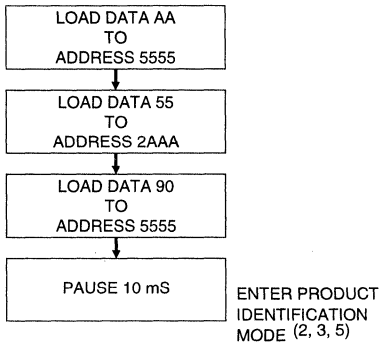 LOAD DATA AA
TO
ADDRESS 5555
LOAD DATA 55
TO
ADDRESS 2AAA
LOAD DATA 90
TO
ADDRESS 5555
PAUSE 10 mS
ENTER PRODUCT
IDENTIFICATION
MODE (2, 3, 5)